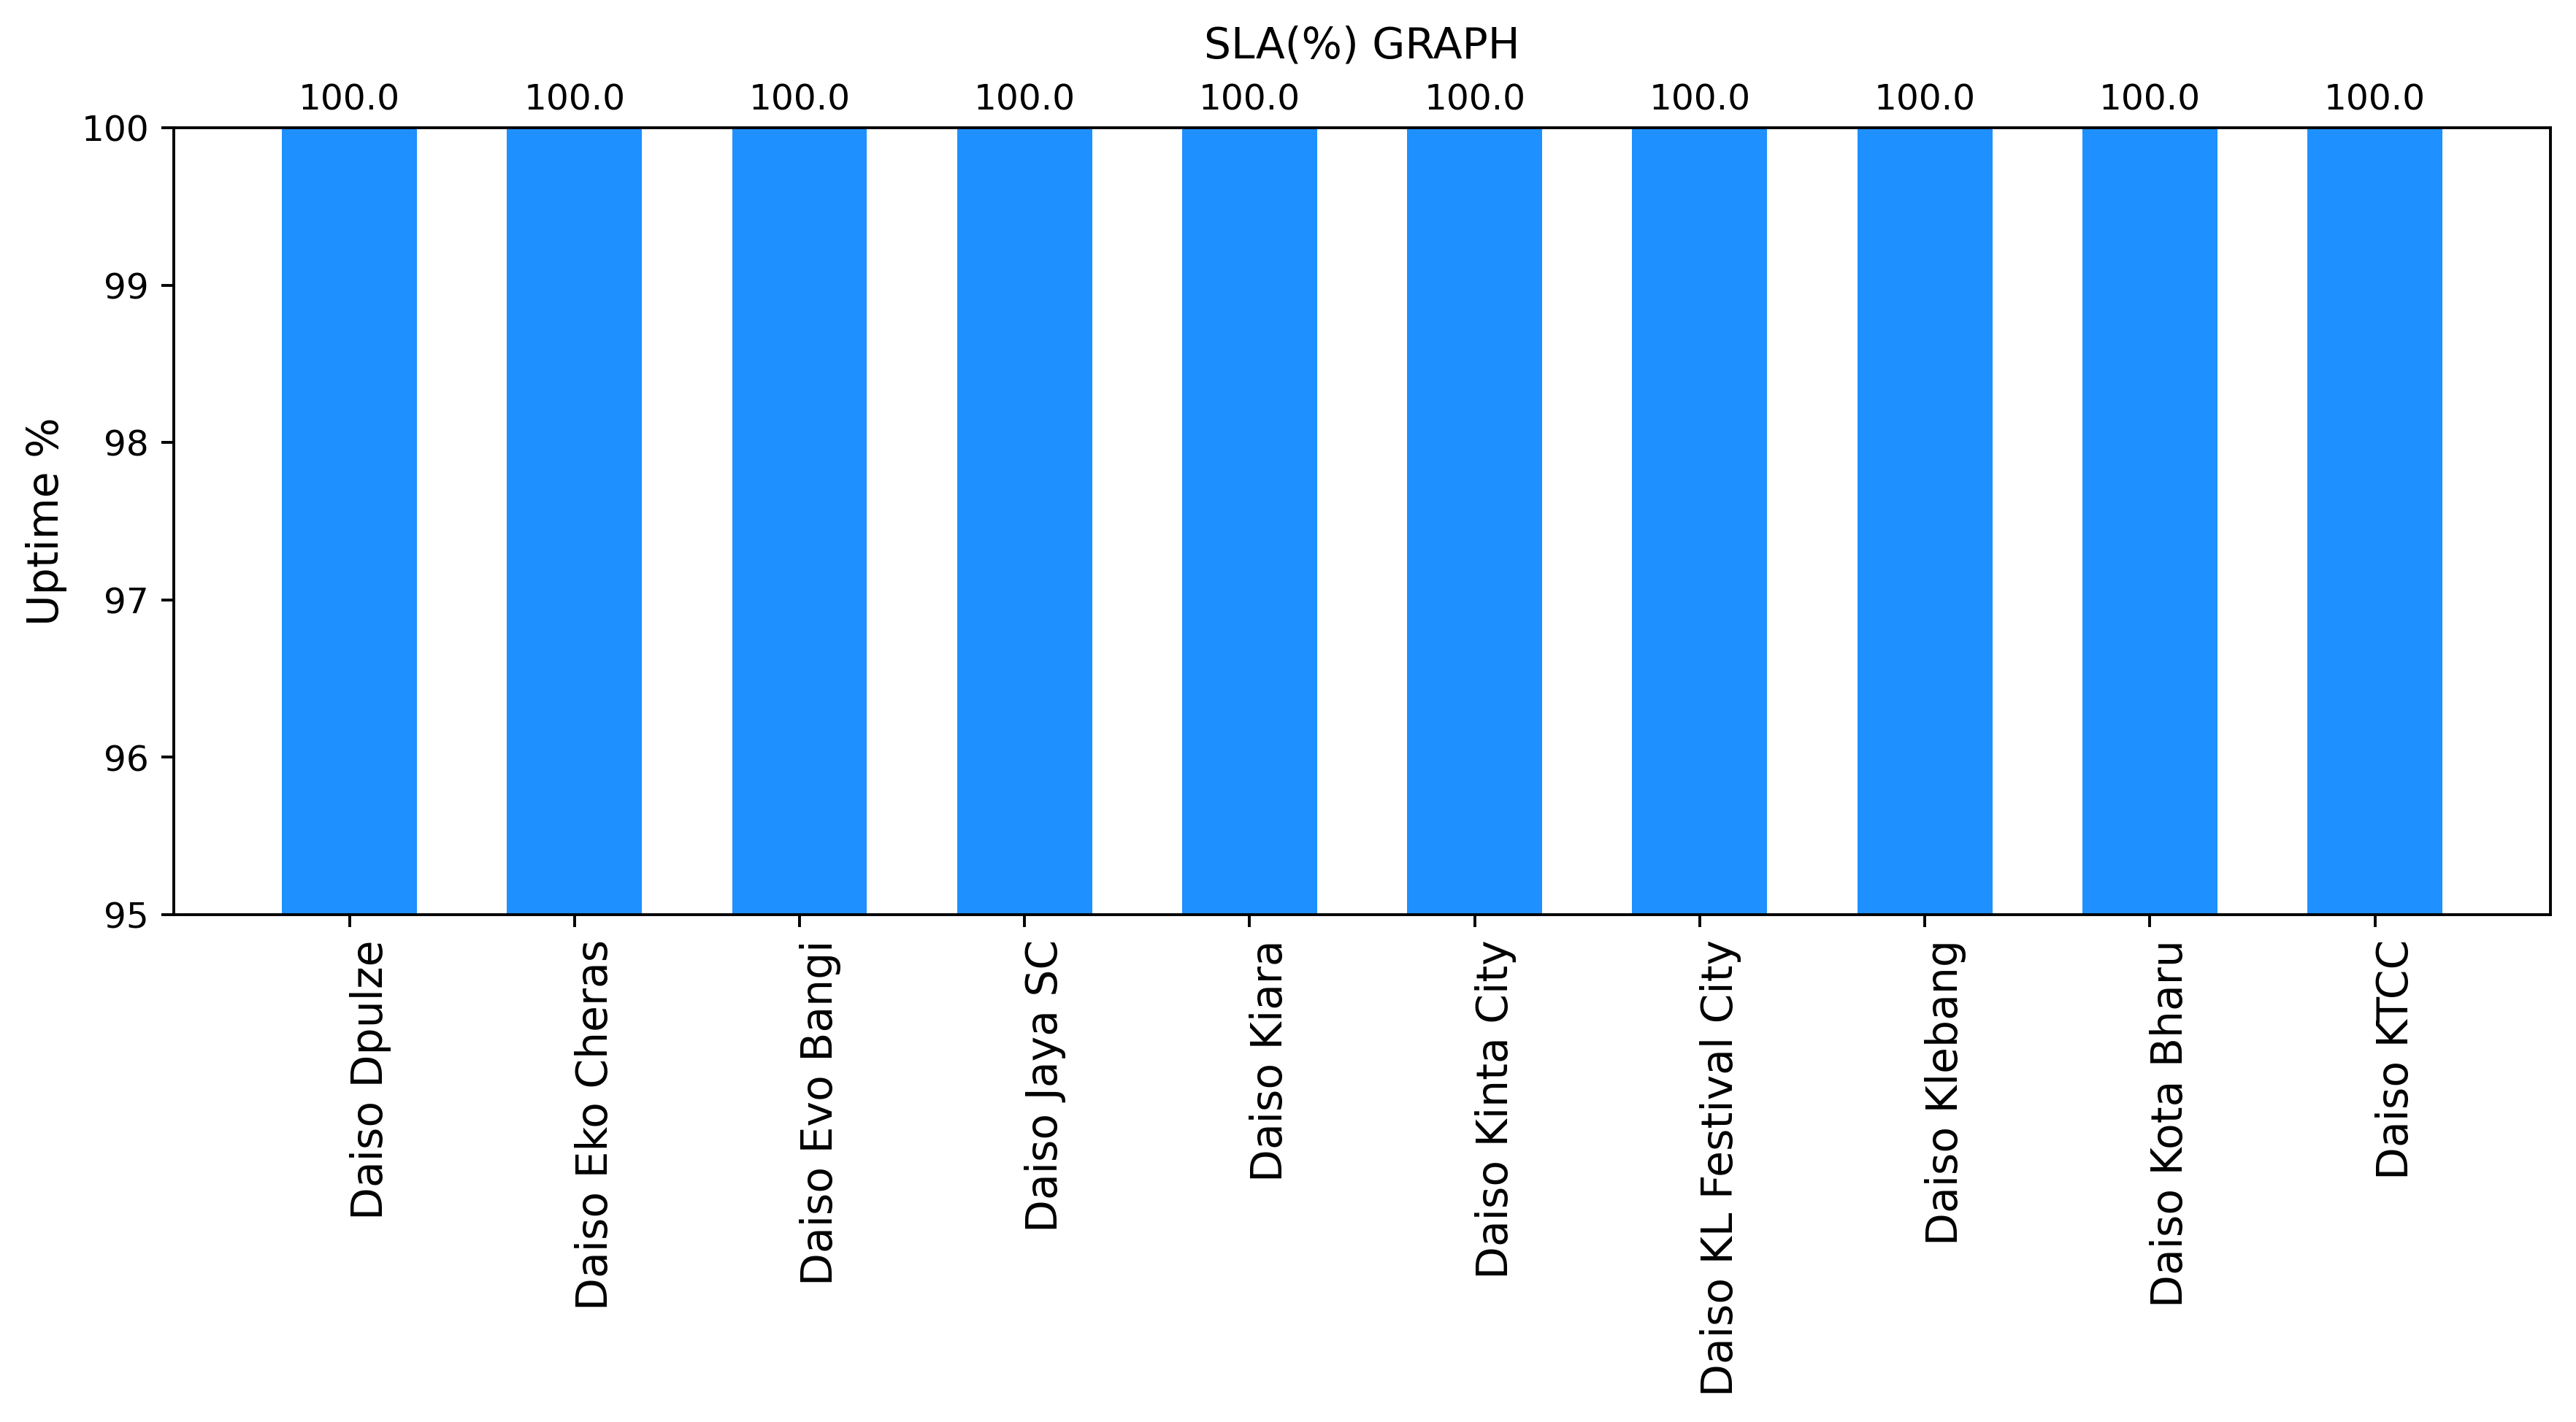 SLA(%) GRAPH
100.0 100.0 100.0 100.0 100.0 100.0 100.0 100.0 100.0 100.0
100
99
98
97
96
95
Uptime %
Daiso Dpulze
Daiso Eko Cheras
Daiso Evo Bangi
Daiso Jaya SC
Daiso Kiara
Daiso Kinta City
Daiso KL Festival City
Daiso Klebang
Daiso Kota Bharu
Daiso KTCC